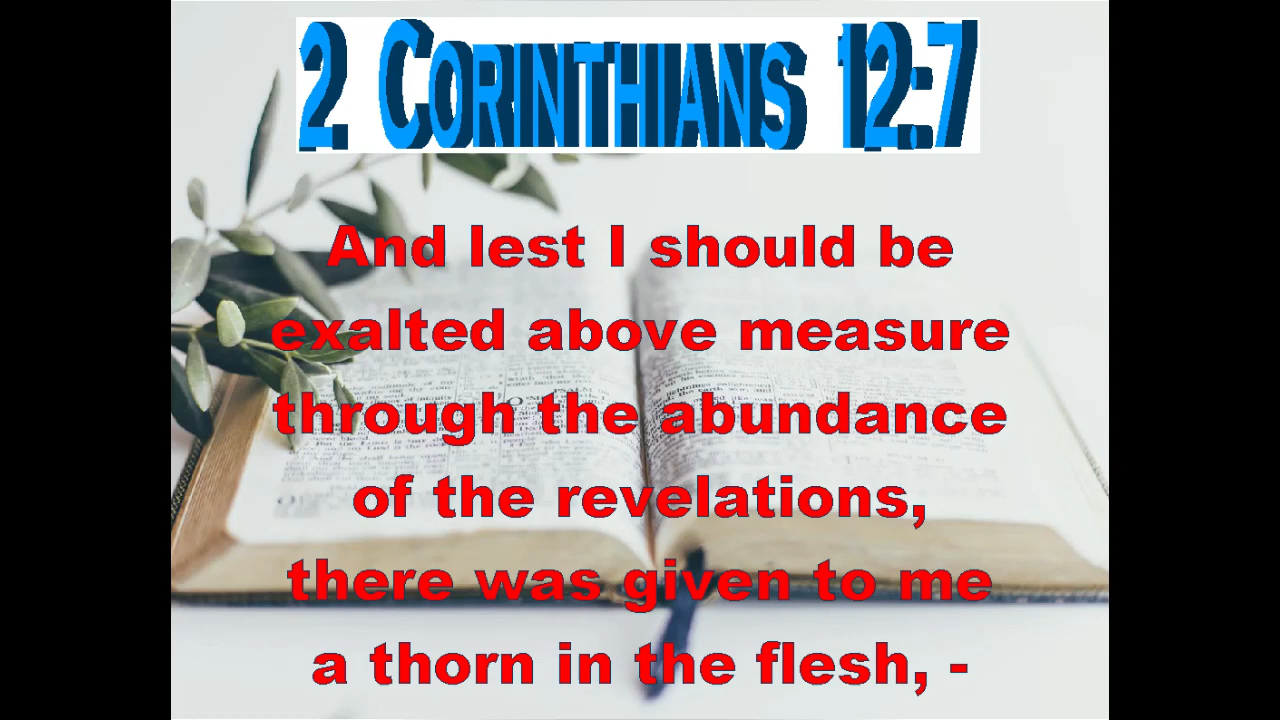 2 Corinthians 12:7
And lest I should be
exalted above measure
through the abundance
of the revelations,
there was given to me
a thorn in the flesh, -